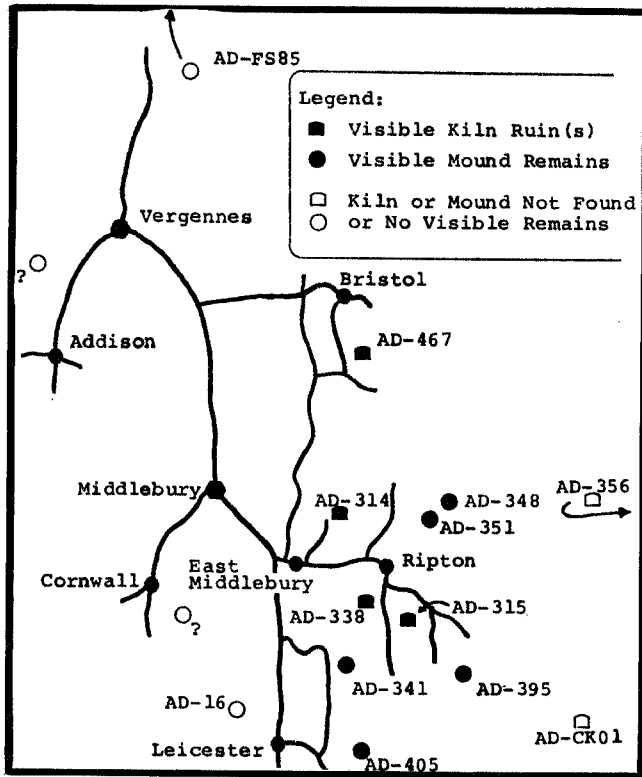 AD-FS85
Legend:
Visible Kiln Ruin(s)
Visible Mound Remains
Kiln or Mound Not Found
or No Visible Remains
Vergennes
?
Bristol
Addison
AD-467
Middlebury
AD-314
AD-348
AD-356
AD-351
East
Middlebury
Ripton
Cornwall
AD-338
AD-315
?
AD-341
AD-395
AD-16
AD-CK01
Leicester
AD-405